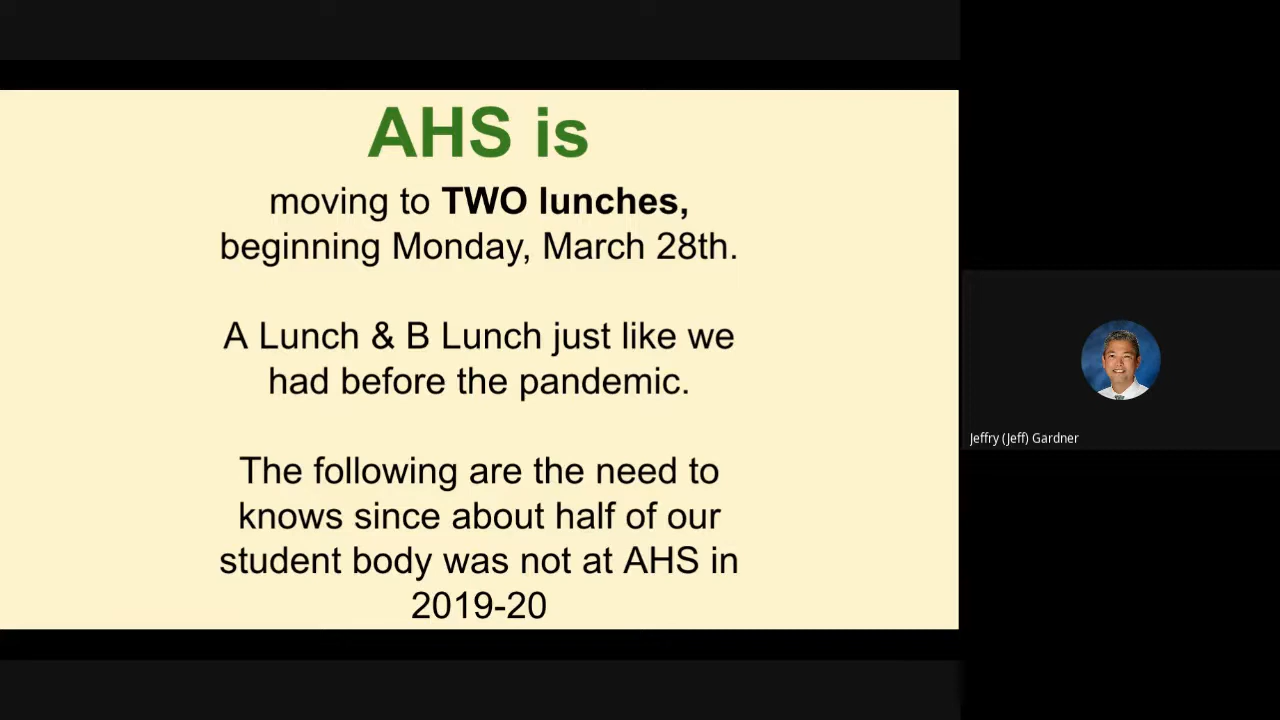 AHS is
moving to TWO lunches,
beginning Monday, March 28th.
A Lunch & B Lunch just like we
had before the pandemic.
The following are the need to
knows since about half of our
student body was not at AHS in
2019-20
Jeffry (Jeff) Gardner